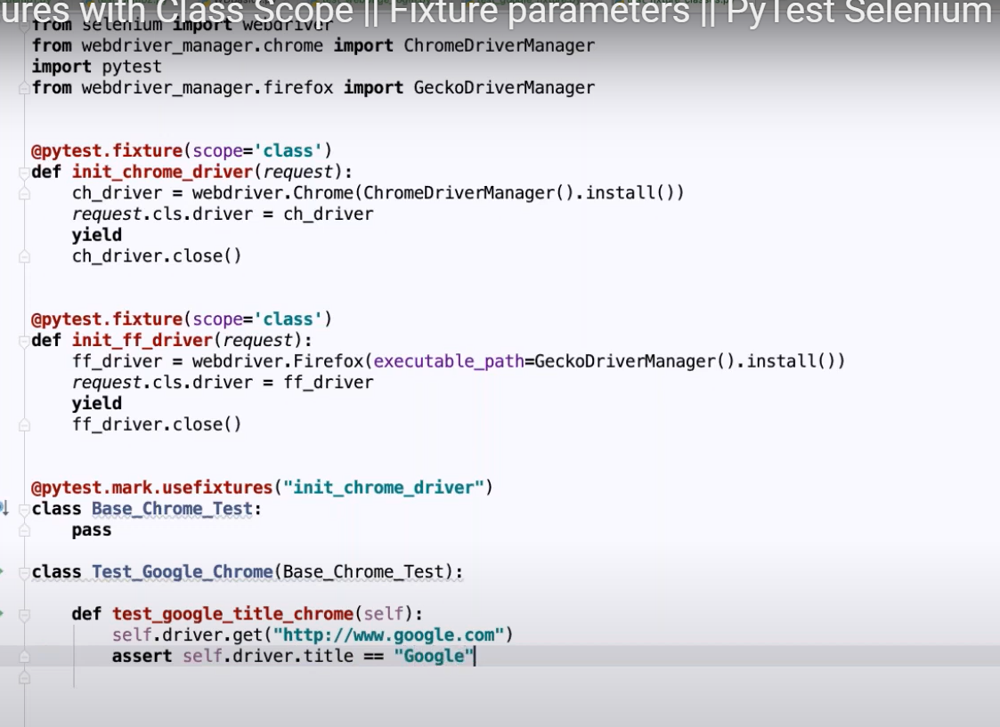 ures with Class Scope || Fixture parameters || PyTest Selenium
from selenium import webdriver
from webdriver_manager.chrome import ChromeDriverManager
import pytest
from webdriver_manager.firefox import GeckoDriverManager
@pytest.fixture(scope='class')
def init_chrome_driver(request):
    ch_driver = webdriver.Chrome(ChromeDriverManager().install())
    request.cls.driver = ch_driver
    yield
    ch_driver.close()
@pytest.fixture(scope='class')
def init_ff_driver(request):
    ff_driver = webdriver.Firefox(executable_path=GeckoDriverManager().install())
    request.cls.driver = ff_driver
    yield
    ff_driver.close()
@pytest.mark.usefixtures("init_chrome_driver")
class Base_Chrome_Test:
    pass
class Test_Google_Chrome(Base_Chrome_Test):
    def test_google_title_chrome(self):
        self.driver.get("http://www.google.com")
        assert self.driver.title == "Google"